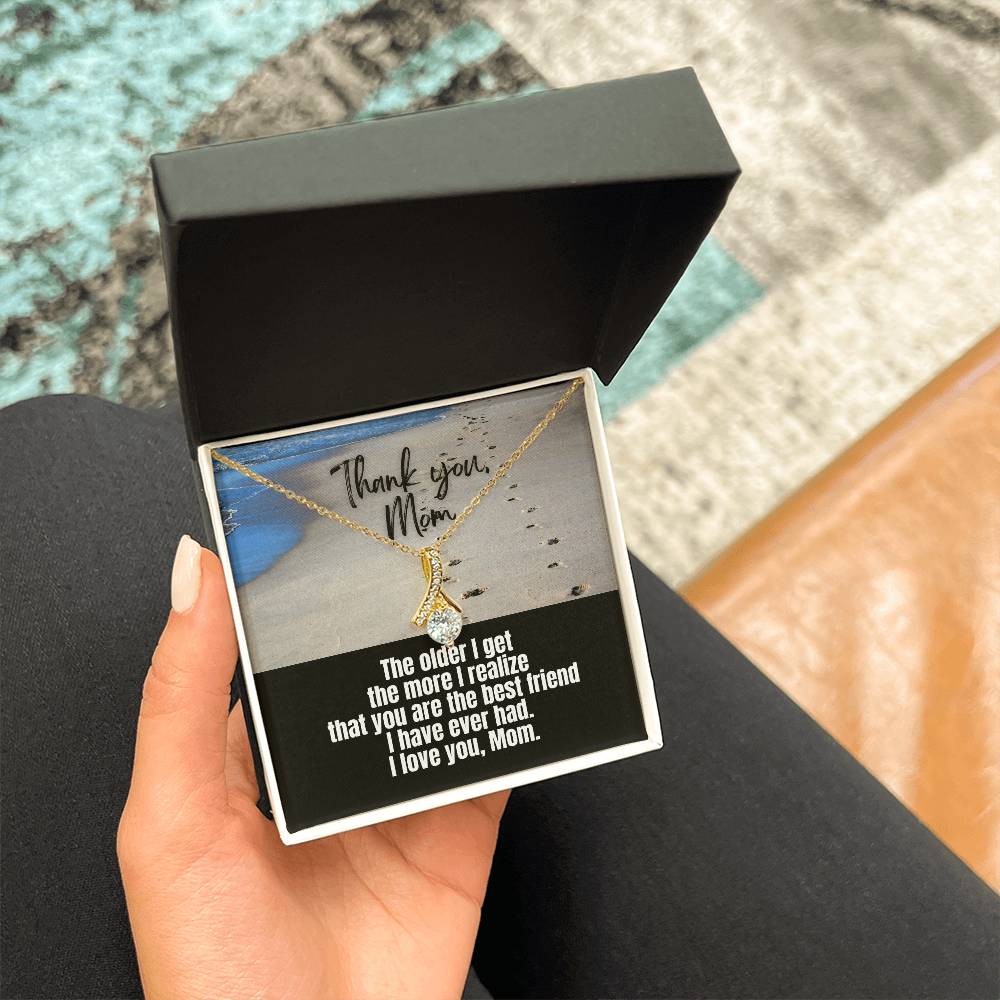 Thank you,
Mom
The older I get
the more I realize
that you are the best friend
I have ever had.
I love you, Mom.